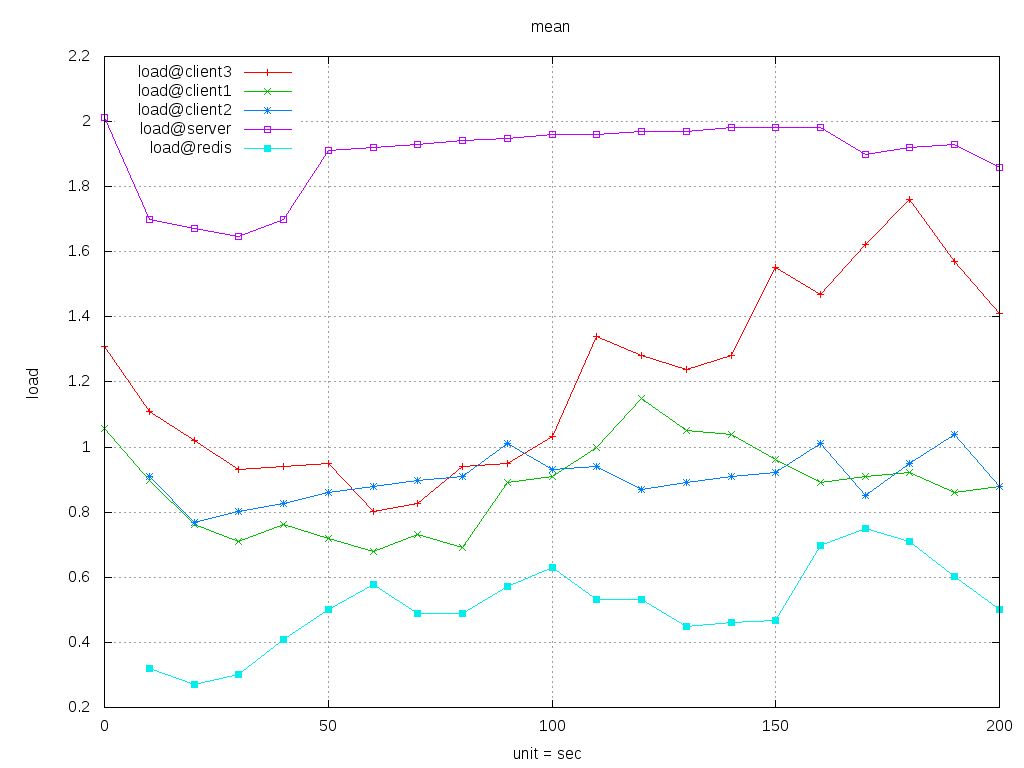 mean
2.2
2
1.8
1.6
1.4
1.2
1
0.8
0.6
0.4
0.2
load@client3
load@client1
load@client2
load@server
load@redis
load
0 50 100 150 200
unit = sec